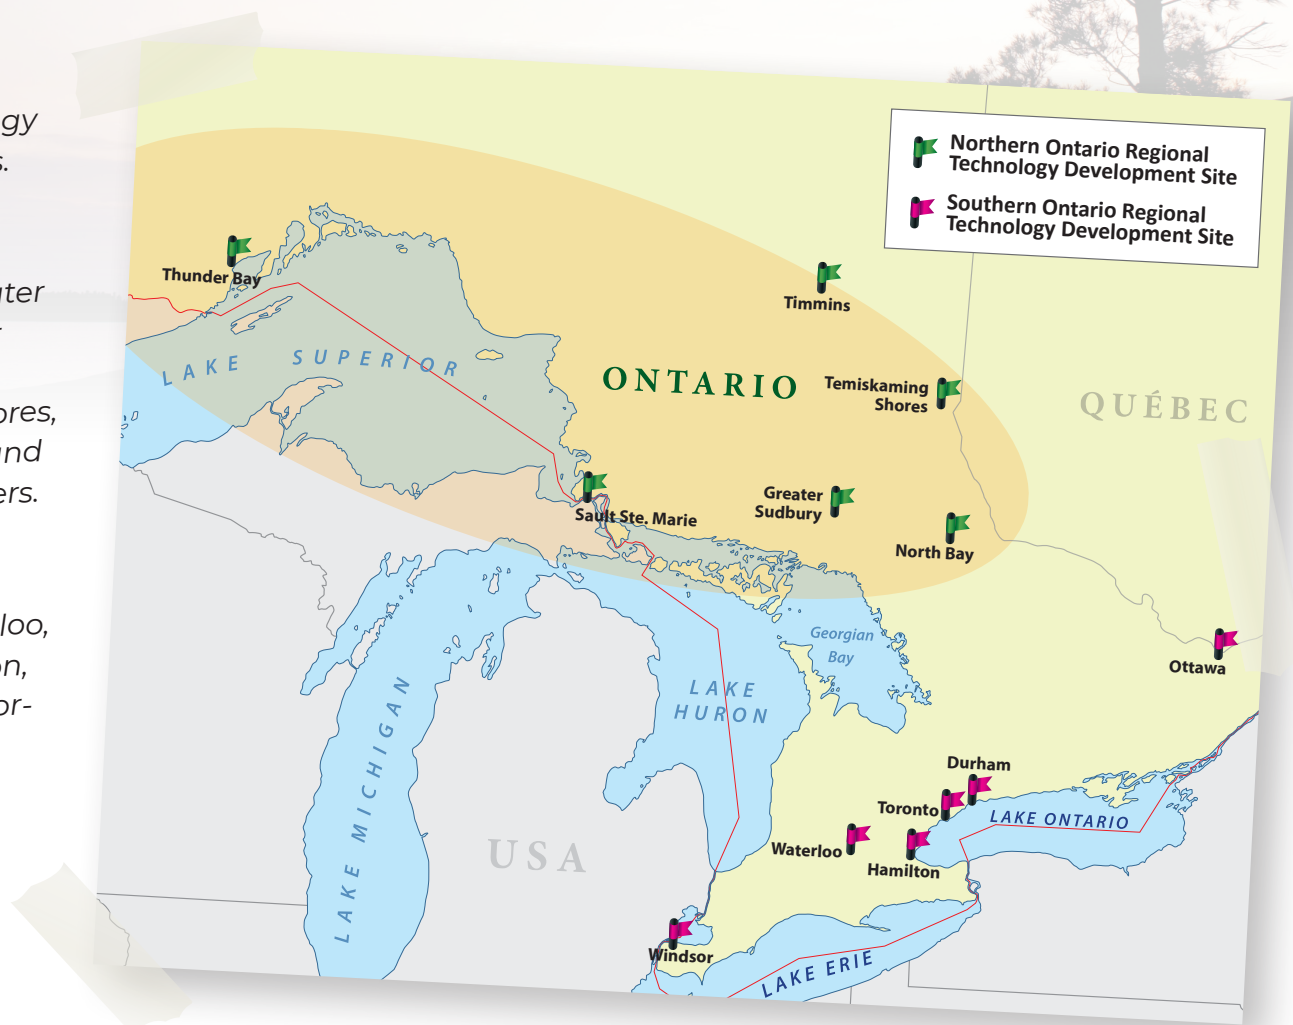 gy
s.
ter
ores,
nd
ers.
loo,
on,
or-
Northern Ontario Regional
Technology Development Site
Southern Ontario Regional
Technology Development Site
Thunder Bay
Timmins
LAKE SUPERIOR
ONTARIO
Temiskaming
Shores
QUÉBEC
Greater
Sudbury
Sault Ste. Marie
North Bay
Georgian
Bay
Ottawa
LAKE
HURON
LAKE MICHIGAN
Durham
Toronto
LAKE ONTARIO
Waterloo
Hamilton
USA
Windsor
LAKE ERIE